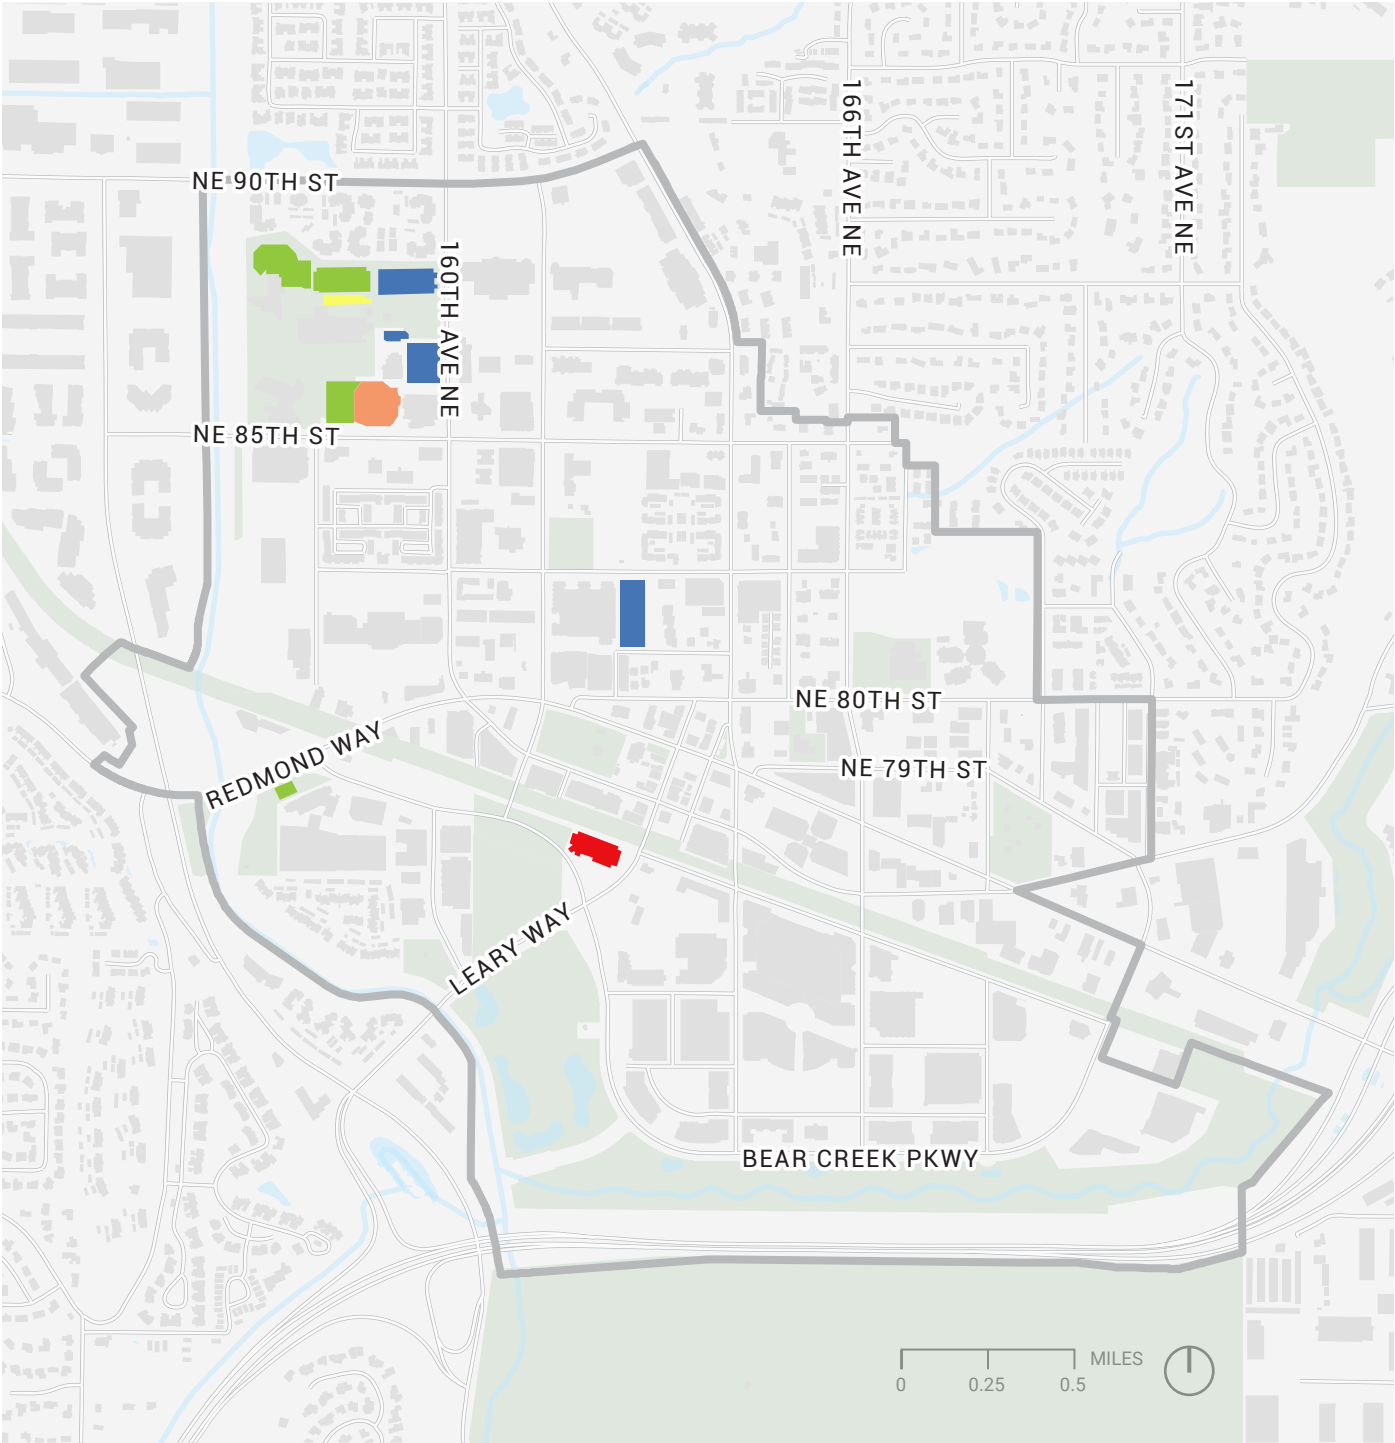 166TH AVE NE
171ST AVE NE
NE 90TH ST
160TH AVE NE
NE 85TH ST
NE 80TH ST
REDMOND WAY
NE 79TH ST
LEARY WAY
BEAR CREEK PKWY
MILES
0 0.25 0.5